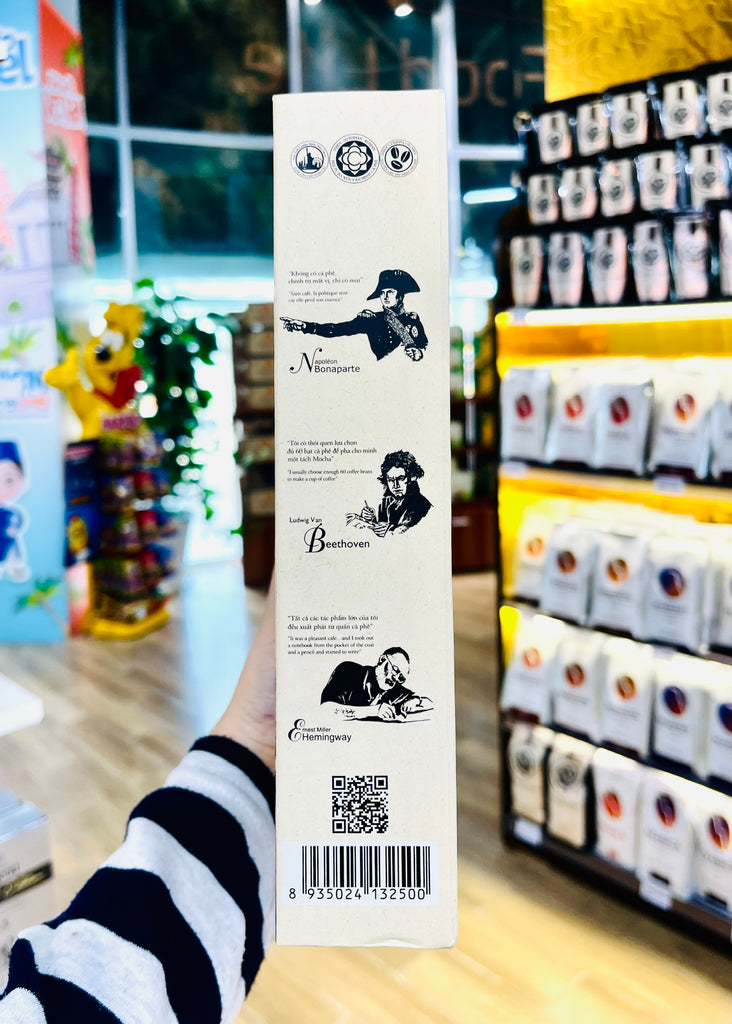 "Không có cà phê,
chính trị mất vị, chỉ có mùi"
"Sans café, la politique sent
car elle perd son essence"
Napoléon
Bonaparte
"Tôi có thói quen lựa chọn
đủ 60 hạt cà phê để pha cho mình
một tách Mocha"
"I usually choose enough 60 coffee beans
to make a cup of coffee"
Ludwig Van
Beethoven
"Tất cả các tác phẩm lớn của tôi
đều xuất phát từ quán cà phê"
"It was a pleasant cafe... and I took out
a notebook from the pocket of the coat
and a pencil and started to write"
Ernest Miller
Hemingway
8 935024 132500